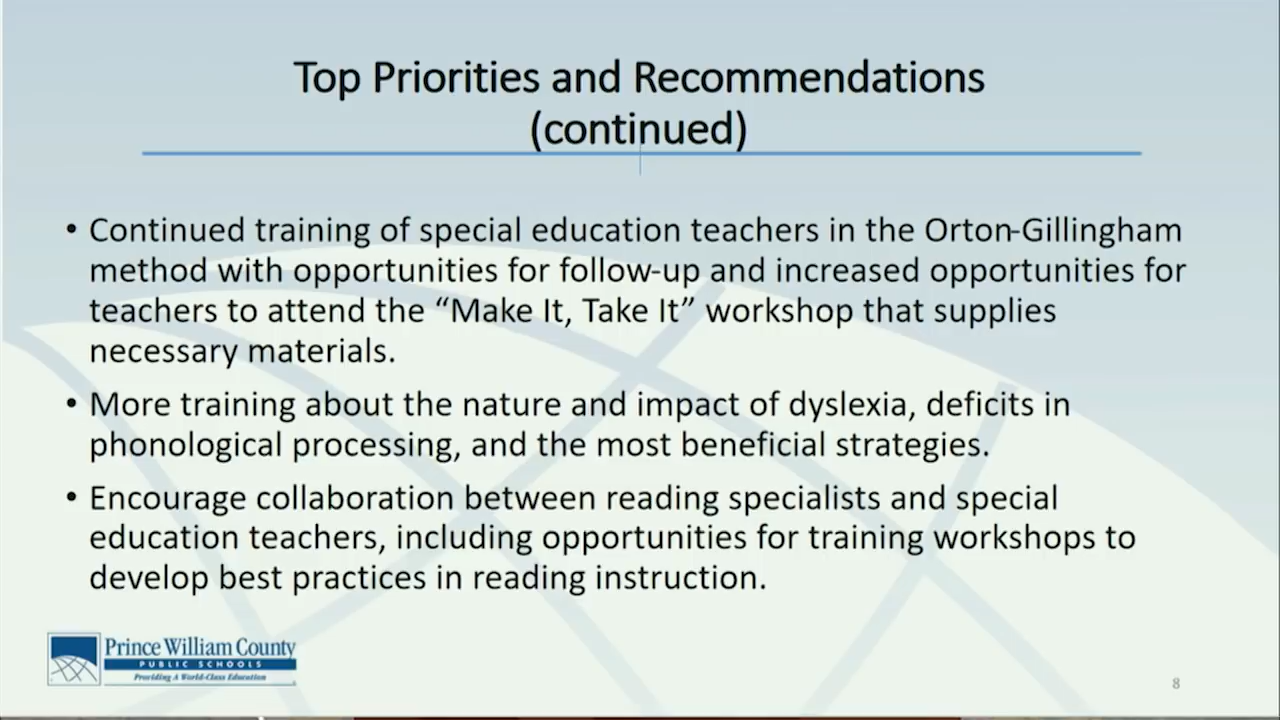 Top Priorities and Recommendations
(continued)
• Continued training of special education teachers in the Orton-Gillingham
method with opportunities for follow-up and increased opportunities for
teachers to attend the “Make It, Take It” workshop that supplies
necessary materials.
• More training about the nature and impact of dyslexia, deficits in
phonological processing, and the most beneficial strategies.
• Encourage collaboration between reading specialists and special
education teachers, including opportunities for training workshops to
develop best practices in reading instruction.
Prince William County
PUBLIC SCHOOLS
Providing A World-Class Education
8